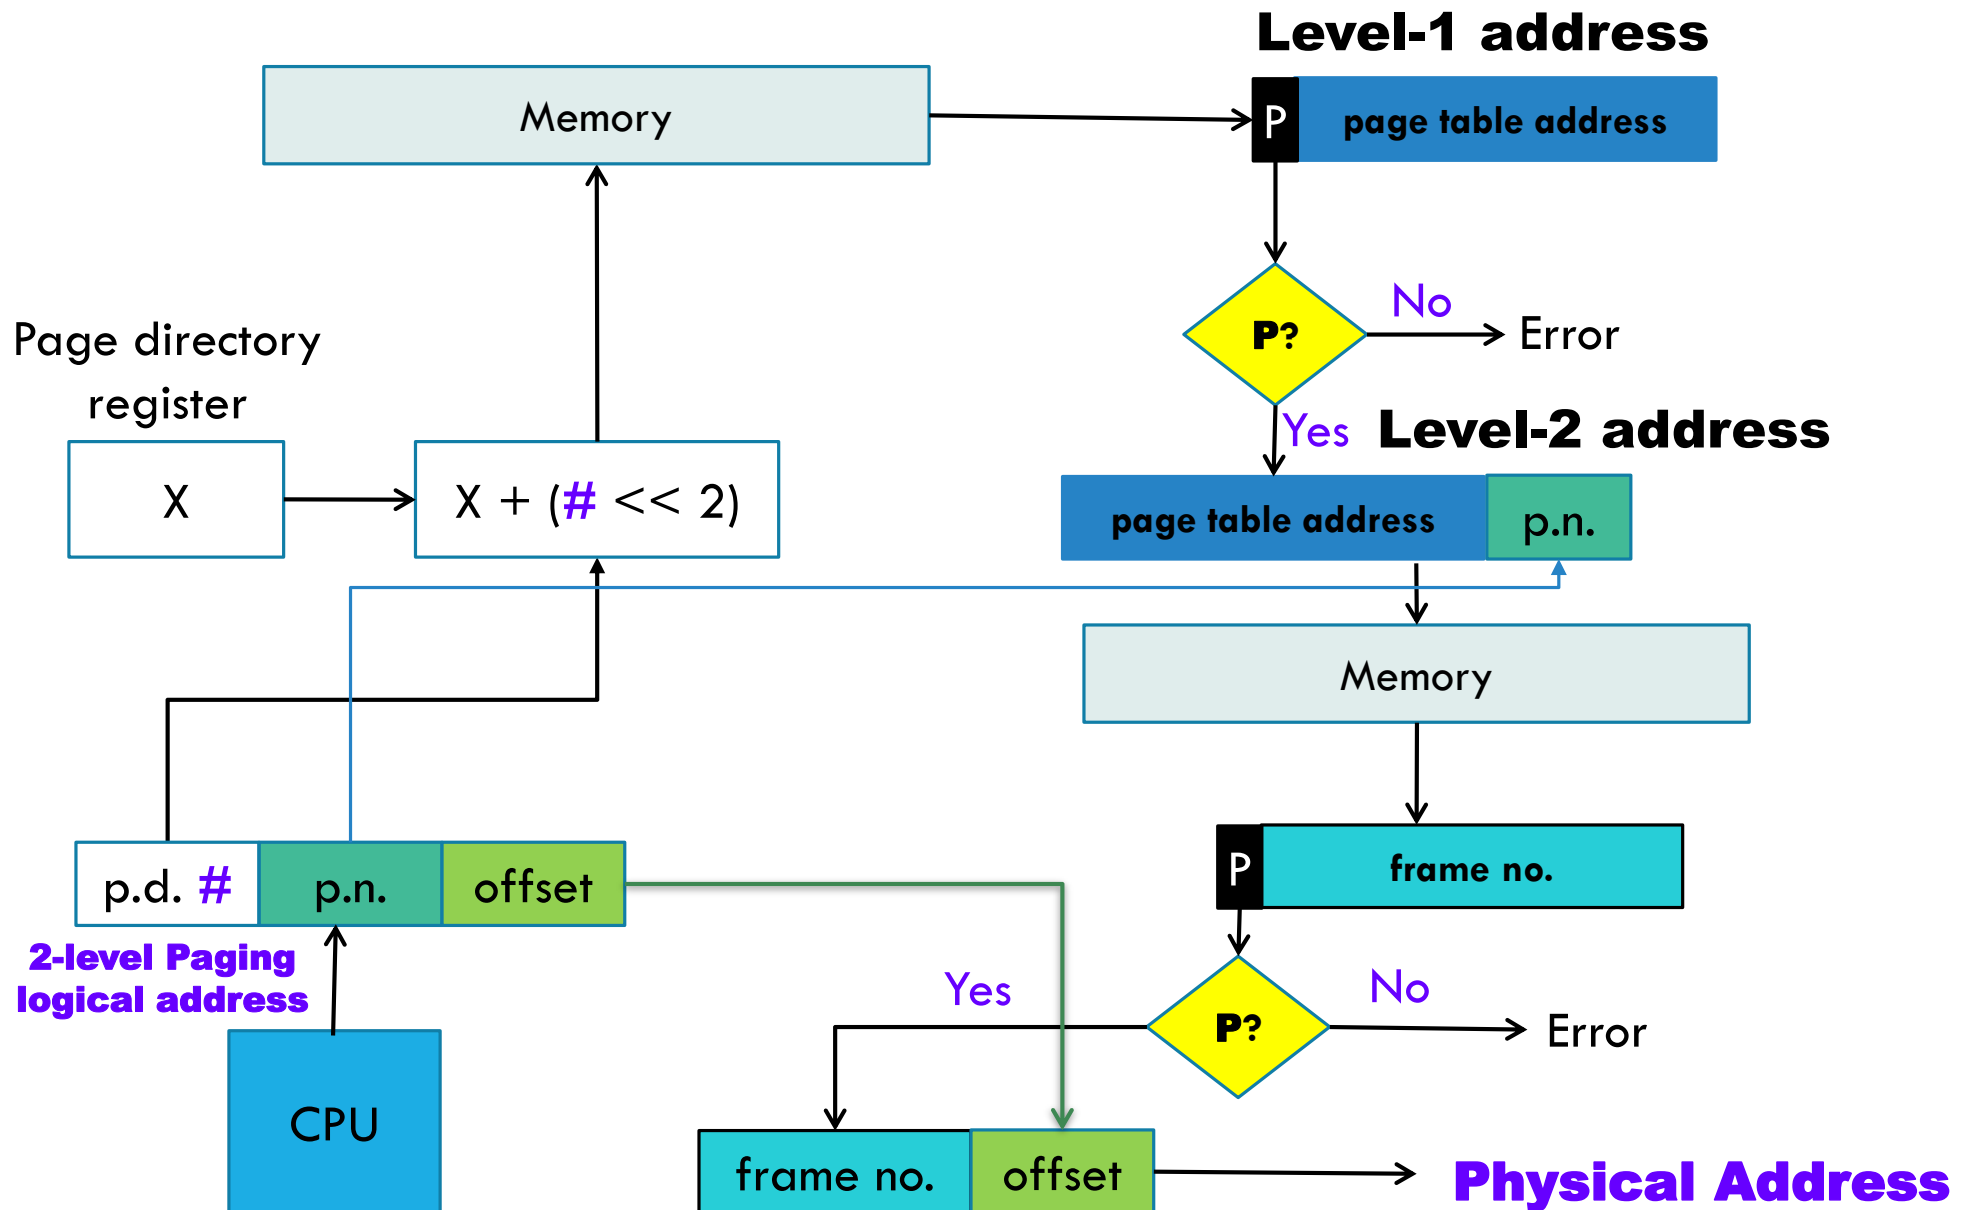 Level-1 address
Memory
P
page table address
No
P?
Error
Page directory
register
Yes
Level-2 address
X
X + (# << 2)
page table address
p.n.
Memory
p.d. #
p.n.
offset
P
frame no.
2-level Paging
logical address
Yes
No
P?
Error
CPU
frame no.
offset
Physical Address